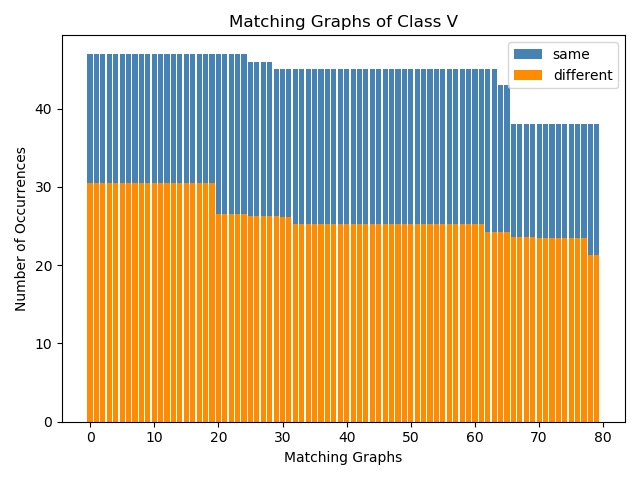 Matching Graphs of Class V
same
different
Number of Occurrences
40
30
20
10
0
0 10 20 30 40 50 60 70 80
Matching Graphs